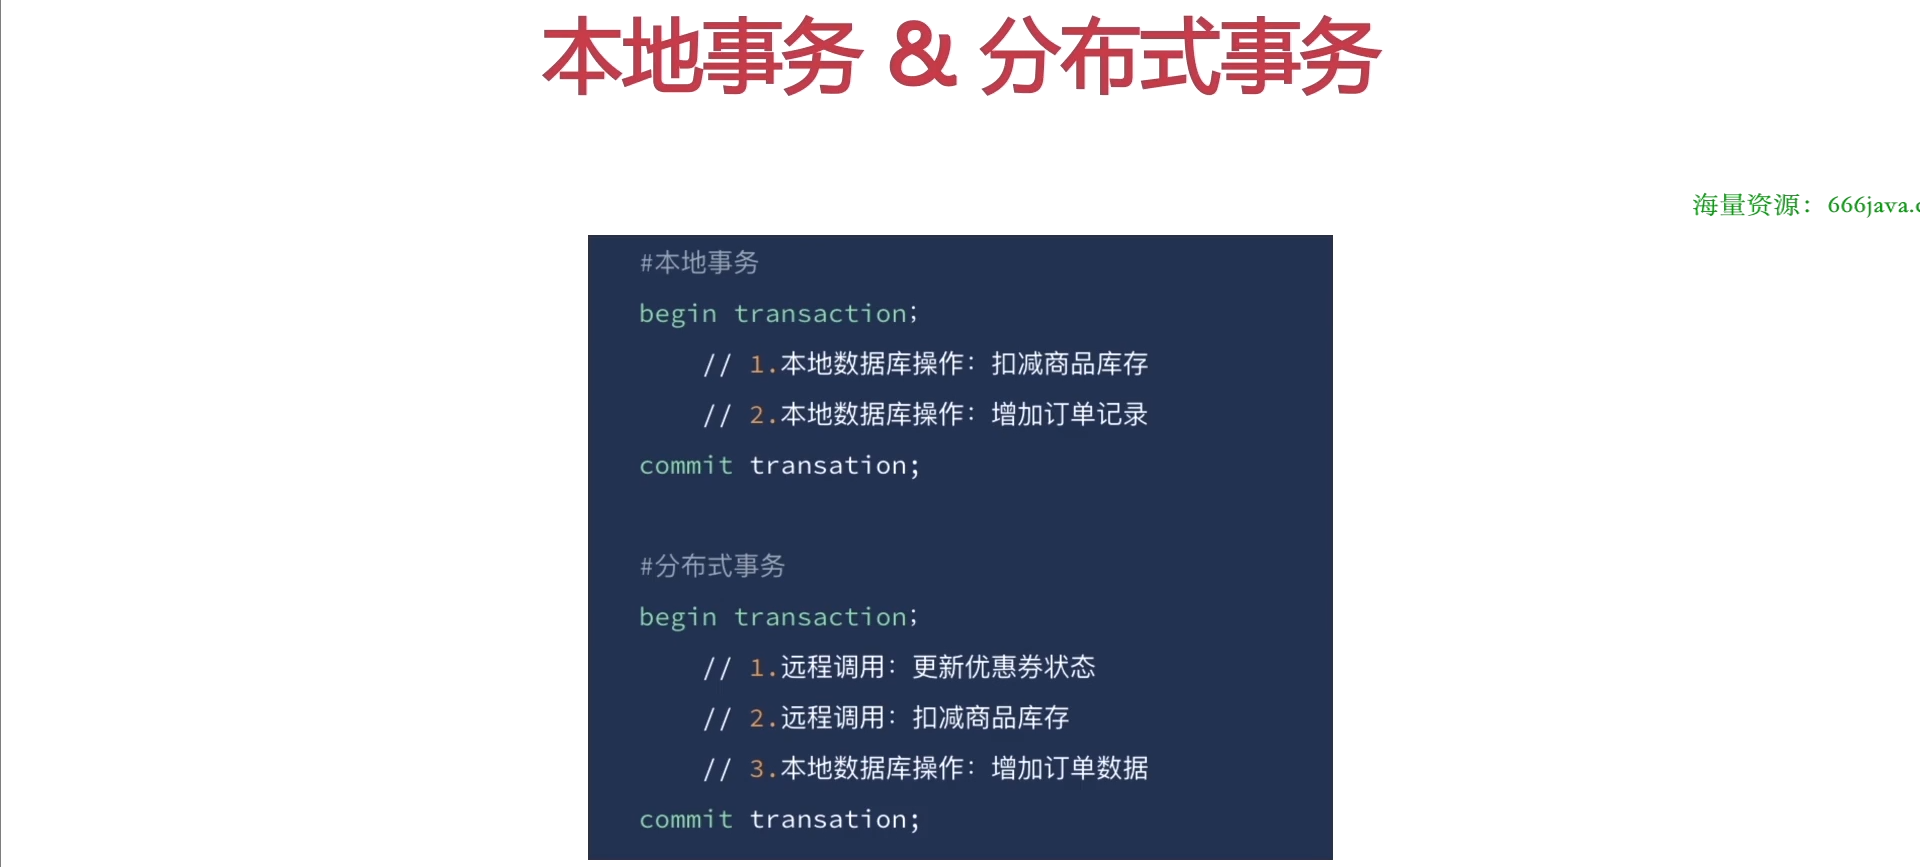 本地事务 & 分布式事务
海量资源：666java.c
#本地事务
begin transaction;
// 1.本地数据库操作：扣减商品库存
// 2.本地数据库操作：增加订单记录
commit transation;
#分布式事务
begin transaction;
// 1.远程调用：更新优惠券状态
// 2.远程调用：扣减商品库存
// 3.本地数据库操作：增加订单数据
commit transation;